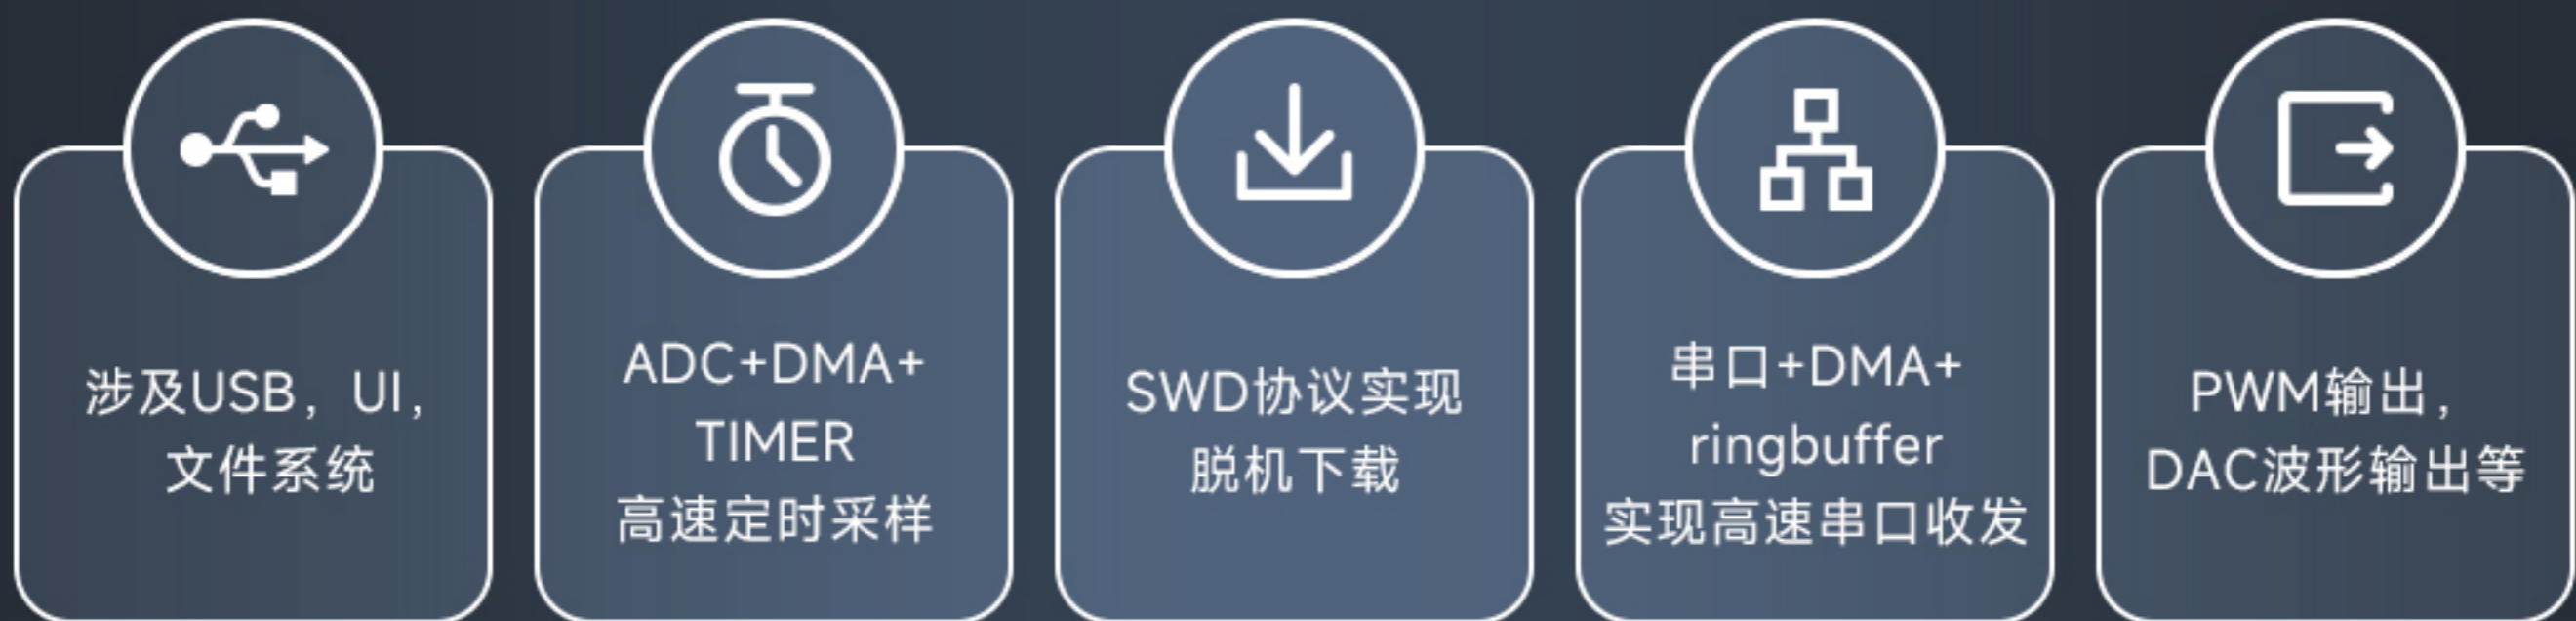 涉及USB，UI，
文件系统
ADC+DMA+
TIMER
高速定时采样
SWD协议实现
脱机下载
串口+DMA+
ringbuffer
实现高速串口收发
PWM输出，
DAC波形输出等